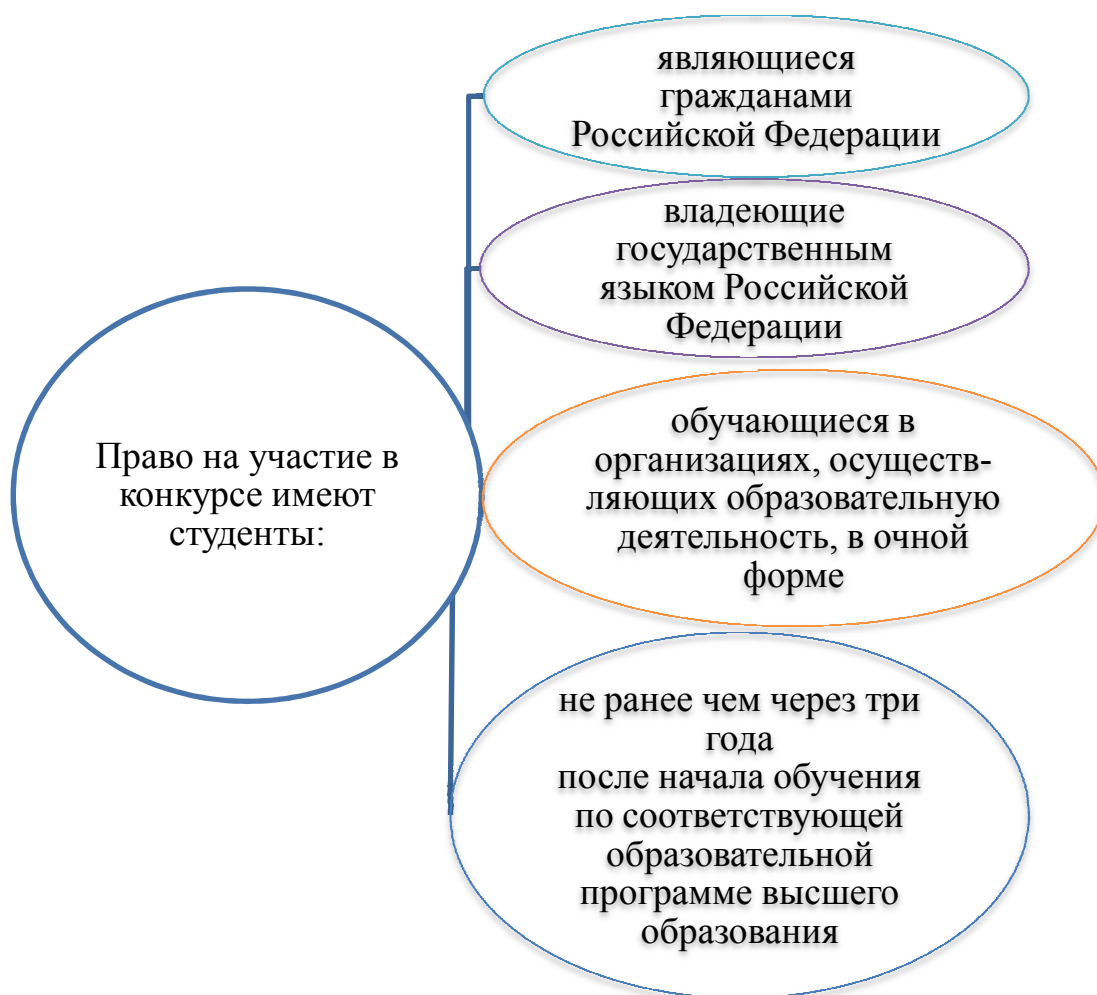 Право на участие в
конкурсе имеют
студенты:
являющиеся
гражданами
Российской Федерации
владеющие
государственным
языком Российской
Федерации
обучающиеся в
организациях, осуществ-
ляющих образовательную
деятельность, в очной
форме
не ранее чем через три
года
после начала обучения
по соответствующей
образовательной
программе высшего
образования